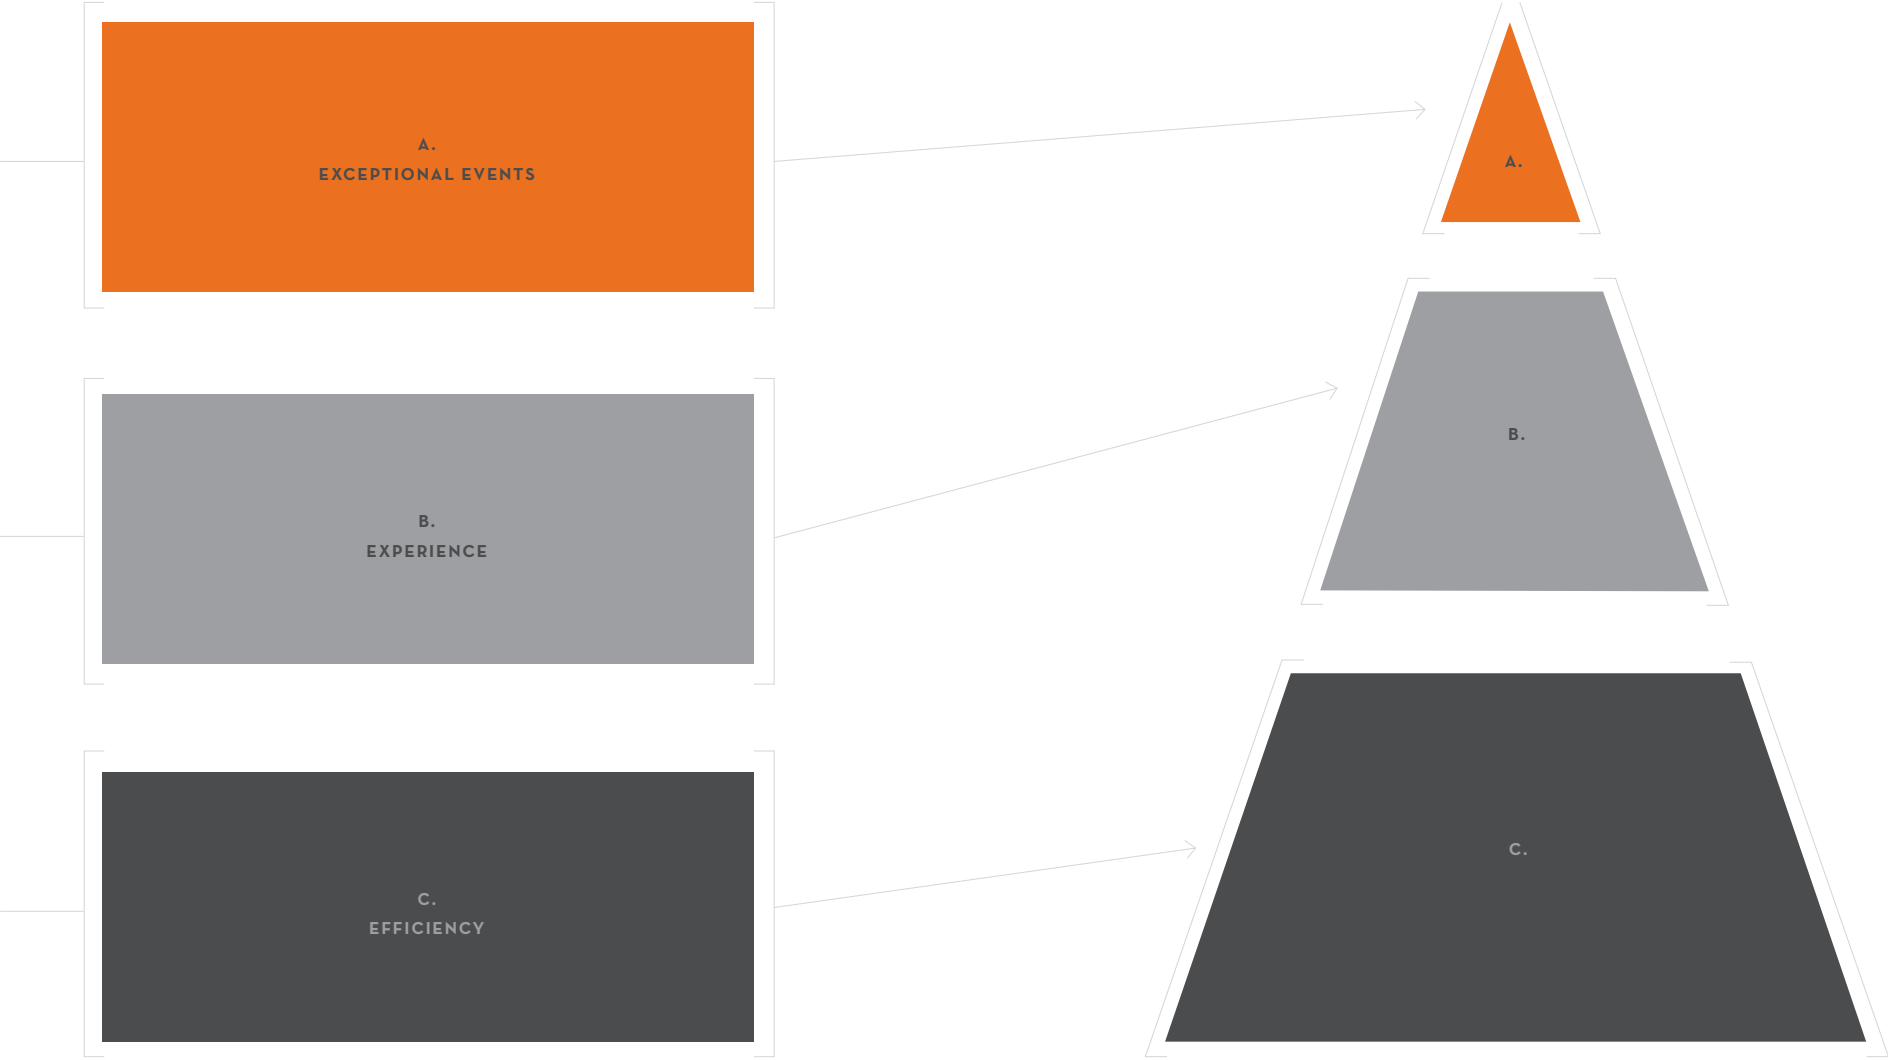 A.
EXCEPTIONAL EVENTS
B.
EXPERIENCE
C.
EFFICIENCY
A.
B.
C.